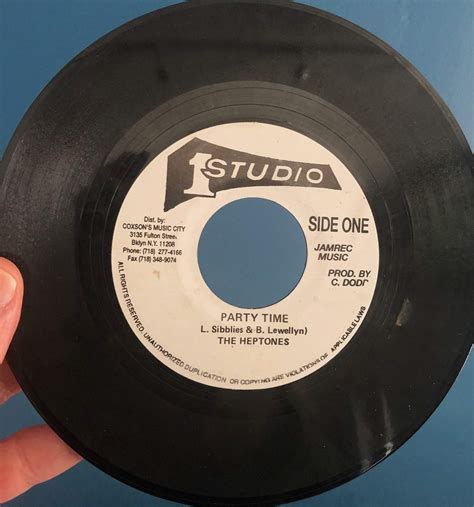 1 STUDIO
Dist. by:
COXSON'S MUSIC CITY
3135 Fulton Street
Bklyn N.Y. 11208
Phone: (718) 277-4166
Fax (718) 348-9074
SIDE ONE
JAMREC
MUSIC
PROD. BY
C. DODD
PARTY TIME
L. Sibblies & B. Lewellyn)
THE HEPTONES
ALL RIGHTS RESERVED, UNAUTHORIZED DUPLICATION OR COPYING ARE VIOLATIONS OF APPLICABLE LAWS